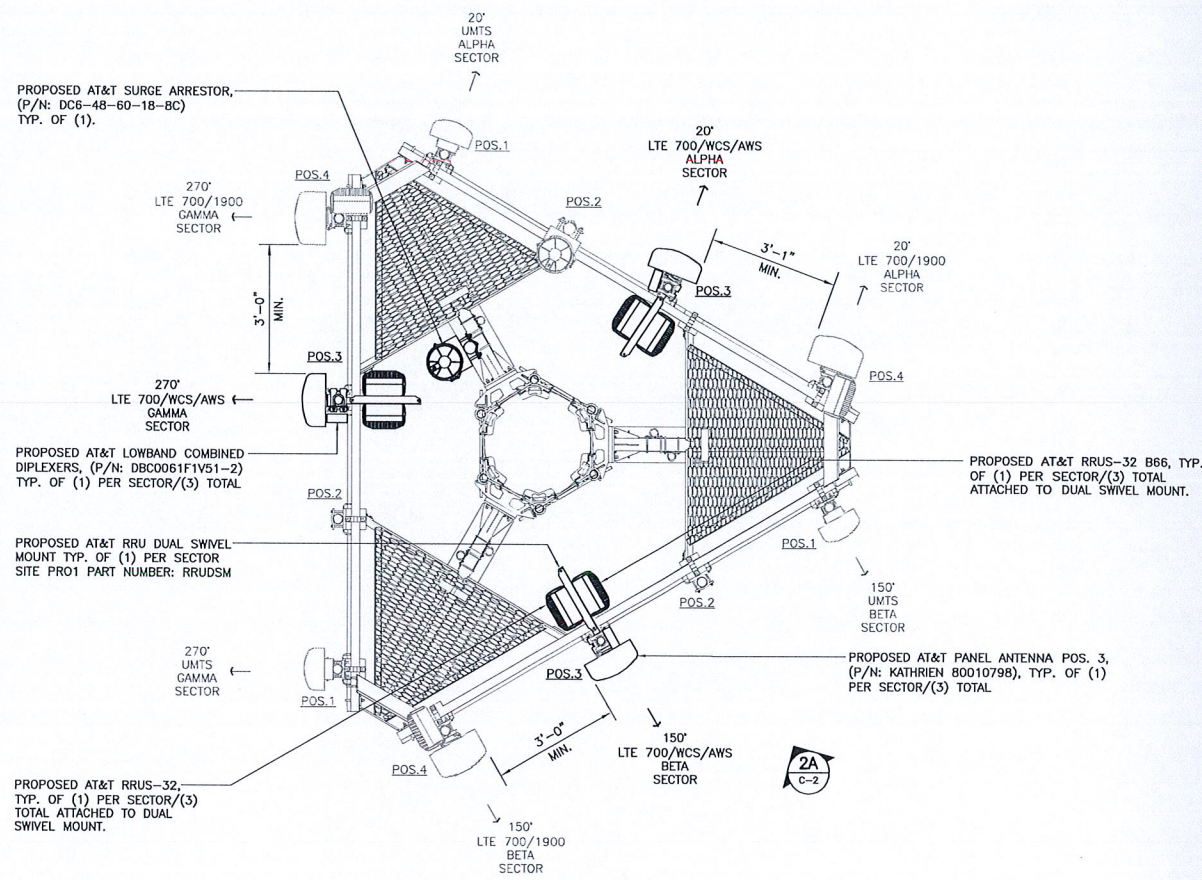 20°
UMTS
ALPHA
SECTOR
PROPOSED AT&T SURGE ARRESTOR,
(P/N: DC6-48-60-18-8C)
TYP. OF (1).
POS.1
20°
LTE 700/WCS/AWS
ALPHA
SECTOR
POS.4
270°
LTE 700/1900
GAMMA
SECTOR
POS.2
3'-1"
MIN.
20°
LTE 700/1900
ALPHA
SECTOR
POS.3
3'-0"
MIN.
POS.3
POS.4
270°
LTE 700/WCS/AWS
GAMMA
SECTOR
PROPOSED AT&T LOWBAND COMBINED
DIPLEXERS, (P/N: DBC0061F1V51-2)
TYP. OF (1) PER SECTOR/(3) TOTAL
PROPOSED AT&T RRUS-32 B66, TYP.
OF (1) PER SECTOR/(3) TOTAL
ATTACHED TO DUAL SWIVEL MOUNT.
POS.2
PROPOSED AT&T RRU DUAL SWIVEL
MOUNT TYP. OF (1) PER SECTOR
SITE PRO1 PART NUMBER: RRUDSM
POS.1
POS.2
150°
UMTS
BETA
SECTOR
270°
UMTS
GAMMA
SECTOR
POS.1
POS.3
PROPOSED AT&T PANEL ANTENNA POS. 3,
(P/N: KATHRIEN 80010798), TYP. OF (1)
PER SECTOR/(3) TOTAL
3'-0"
MIN.
150°
LTE 700/WCS/AWS
BETA
SECTOR
2A
C-2
POS.4
PROPOSED AT&T RRUS-32,
TYP. OF (1) PER SECTOR/(3)
TOTAL ATTACHED TO DUAL
SWIVEL MOUNT.
150°
LTE 700/1900
BETA
SECTOR